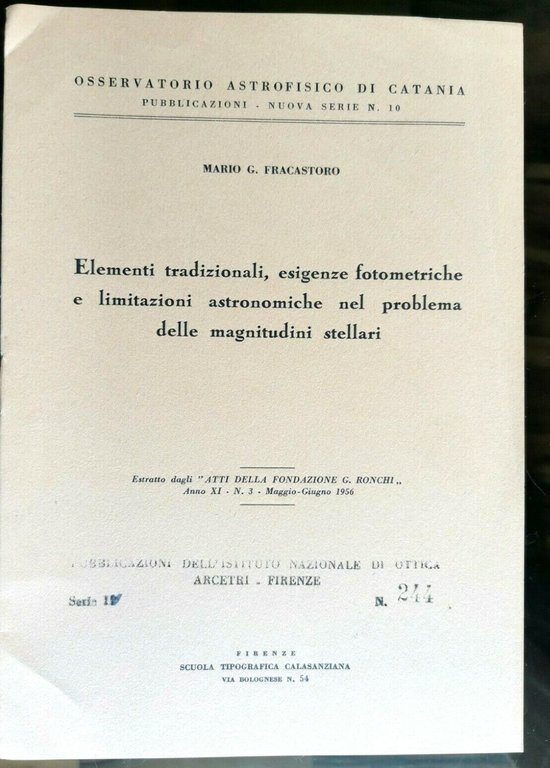 OSSERVATORIO ASTROFISICO DI CATANIA
PUBBLICAZIONI - NUOVA SERIE N. 10
MARIO G. FRACASTORO
Elementi tradizionali, esigenze fotometriche
e limitazioni astronomiche nel problema
delle magnitudini stellari
Estratto dagli "ATTI DELLA FONDAZIONE G. RONCHI„
Anno XI - N. 3 - Maggio-Giugno 1956
PUBBLICAZIONI DELL'ISTITUTO NAZIONALE DI OTTICA
ARCETRI - FIRENZE
Serie N. 244
FIRENZE
SCUOLA TIPOGRAFICA CALASANZIANA
VIA BOLOGNESE N. 54